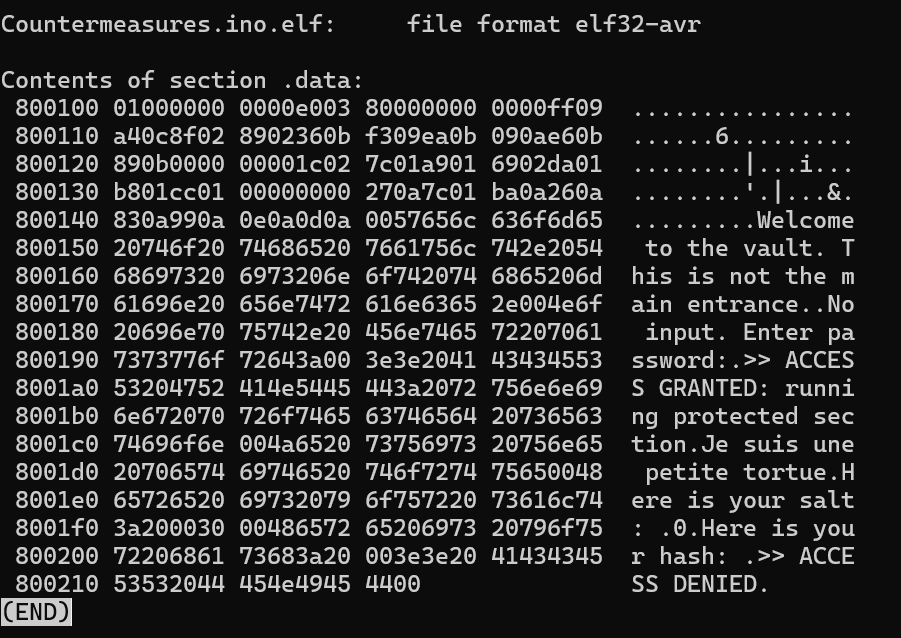 Countermeasures.ino.elf:     file format elf32-avr
Contents of section .data:
 800100 01000000 0000e003 80000000 0000ff09  ................
 800110 a40c8f02 8902360b f309ea0b 090ae60b  ......6.........
 800120 890b0000 00001c02 7c01a901 6902da01  ........|...i...
 800130 b801cc01 00000000 270a7c01 ba0a260a  ........'.|...&.
 800140 830a990a 0e0a0d0a 0057656c 636f6d65  .........Welcome
 800150 20746f20 74686520 7661756c 742e2054   to the vault. T
 800160 68697320 6973206e 6f742074 6865206d  his is not the m
 800170 61696e20 656e7472 616e6365 2e004e6f  ain entrance..No
 800180 20696e70 75742e20 456e7465 72207061   input. Enter pa
 800190 7373776f 72643a00 3e3e2041 43434553  ssword:.>> ACCES
 8001a0 53204752 414e5445 443a2072 756e6e69  S GRANTED: runni
 8001b0 6e672070 726f7465 63746564 20736563  ng protected sec
 8001c0 74696f6e 004a6520 73756973 20756e65  tion.Je suis une
 8001d0 20706574 69746520 746f7274 75650048   petite tortue.H
 8001e0 65726520 69732079 6f757220 73616c74  ere is your salt
 8001f0 3a200030 00486572 65206973 20796f75  : .0.Here is you
 800200 72206861 73683a20 003e3e20 41434345  r hash: .>> ACCE
 800210 53532044 454e4945 4400               SS DENIED.
(END)